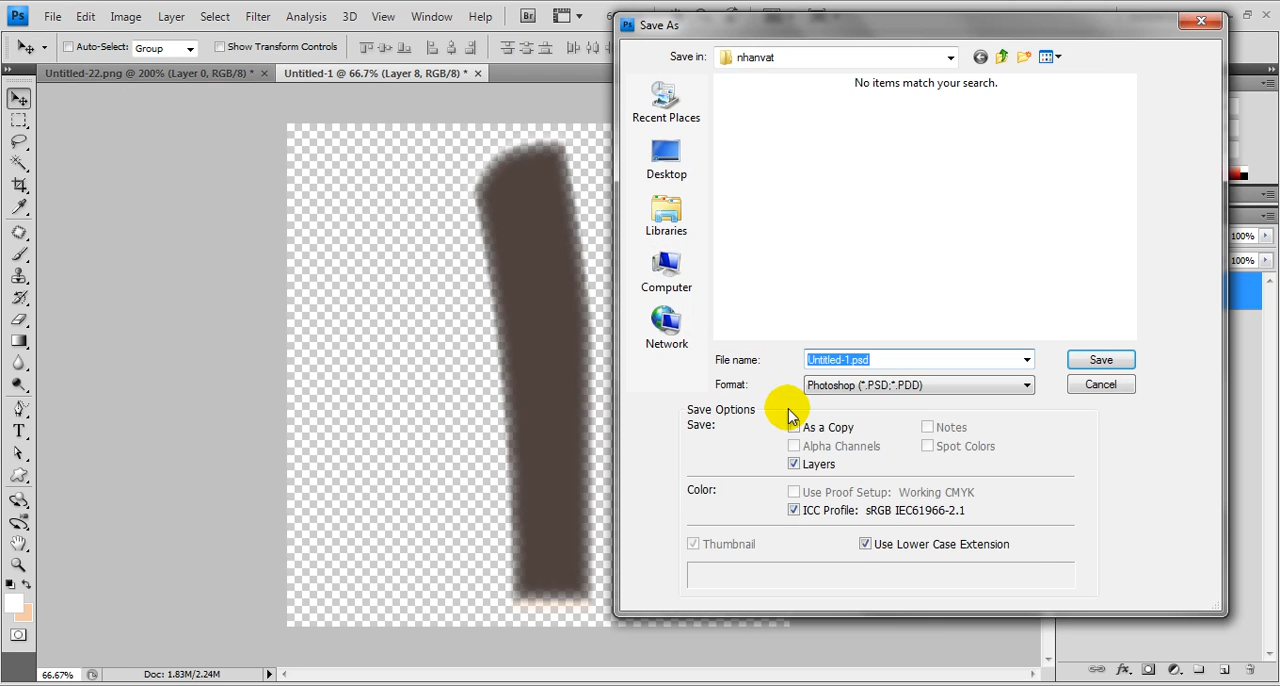 Ps File Edit Image Layer Select Filter Analysis 3D View Window Help Br
Save As
Auto-Select: Group Show Transform Controls
Save in: nhanvat
Untitled-22.png @ 200% (Layer 0, RGB/8) * Untitled-1 @ 66.7% (Layer 8, RGB/8) *
No items match your search.
Recent Places
Desktop
Libraries
Computer
Network
100%
100%
File name: Untitled-1.psd Save
Format: Photoshop (*.PSD;*.PDD) Cancel
Save Options
Save: As a Copy Notes
Alpha Channels Spot Colors
Layers
Color: Use Proof Setup: Working CMYK
ICC Profile: sRGB IEC61966-2.1
Thumbnail Use Lower Case Extension
66.67% Doc: 1.83M/2.24M